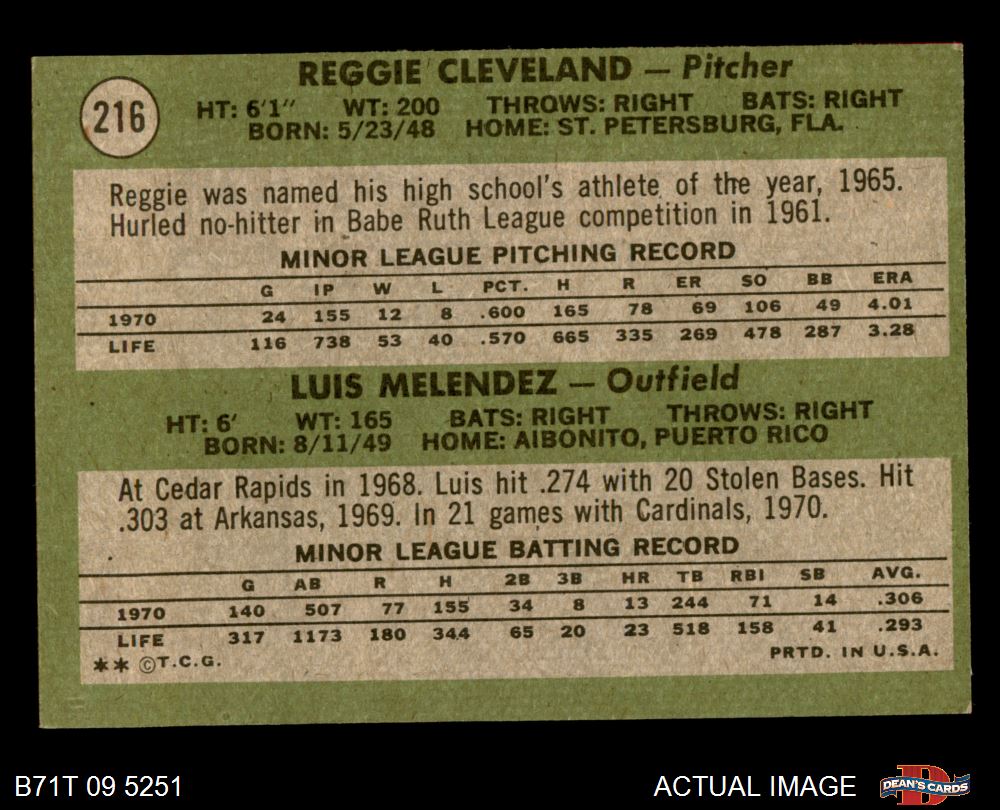 REGGIE CLEVELAND — Pitcher
216
HT: 6'1" WT: 200 THROWS: RIGHT BATS: RIGHT
BORN: 5/23/48 HOME: ST. PETERSBURG, FLA.
Reggie was named his high school's athlete of the year, 1965.
Hurled no-hitter in Babe Ruth League competition in 1961.
MINOR LEAGUE PITCHING RECORD
G IP W L PCT. H R ER SO BB ERA
1970 24 155 12 8 .600 165 78 69 106 49 4.01
LIFE 116 738 53 40 .570 665 335 269 478 287 3.28
LUIS MELENDEZ — Outfield
HT: 6' WT: 165 BATS: RIGHT THROWS: RIGHT
BORN: 8/11/49 HOME: AIBONITO, PUERTO RICO
At Cedar Rapids in 1968. Luis hit .274 with 20 Stolen Bases. Hit
.303 at Arkansas, 1969. In 21 games with Cardinals, 1970.
MINOR LEAGUE BATTING RECORD
G AB R H 2B 3B HR TB RBI SB AVG.
1970 140 507 77 155 34 8 13 244 71 14 .306
LIFE 317 1173 180 344 65 20 23 518 158 41 .293
** ©T.C.G. PRTD. IN U.S.A.
B71T 09 5251 ACTUAL IMAGE DEAN'S CARDS